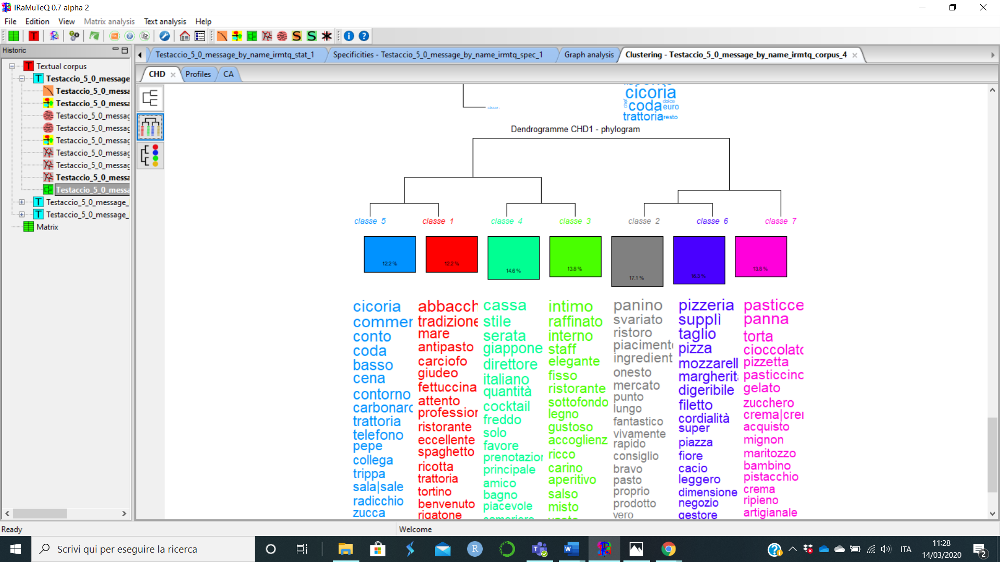 IRaMuTeQ 0.7 alpha 2
File Edition View Matrix analysis Text analysis Help
Historic
Testaccio_5_0_message_by_name_irmtq_stat_1
Specificities - Testaccio_5_0_message_by_name_irmtq_spec_1
Graph analysis
Clustering - Testaccio_5_0_message_by_name_irmtq_corpus_4
CHD Profiles CA
Textual corpus
Testaccio_5_0_message
Testaccio_5_0_messa
Testaccio_5_0_messa
Testaccio_5_0_messag
Testaccio_5_0_messag
Testaccio_5_0_messag
Testaccio_5_0_messag
Testaccio_5_0_messag
Testaccio_5_0_messa
Testaccio_5_0_messa
Testaccio_5_0_message_
Testaccio_5_0_message_
Matrix
cicoria
chef coda dolce euro
trattoria resto
Dendrogramme CHD1 - phylogram
classe 5 classe 1 classe 4 classe 3 classe 2 classe 6 classe 7
12.2 % 12.2 % 14.6 % 13.8 % 17.1 % 16.3 % 13.8 %
cicoria
commer
conto
coda
basso
cena
contorno
carbonarc
trattoria
telefono
pepe
collega
trippa
sala|sale
radicchio
zucca
abbacch
tradizione
mare
antipasto
carciofo
giudeo
fettuccina
attento
profession
ristorante
eccellente
spaghetto
ricotta
trattoria
tortino
benvenuto
rigatone
cassa
stile
serata
giappone
direttore
italiano
quantità
cocktail
freddo
solo
favore
prenotazion
principale
amico
bagno
piacevole
cameriere
intimo
raffinato
interno
staff
elegante
fisso
ristorante
sottofondo
legno
gustoso
accoglienz
ricco
carino
aperitivo
salso
misto
panino
svariato
ristoro
piacimento
ingredient
onesto
mercato
punto
lungo
fantastico
vivamente
rapido
consiglio
bravo
pasto
proprio
prodotto
vero
pizzeria
supplì
taglio
pizza
mozzarell
margherita
digeribile
filetto
cordialità
super
piazza
fiore
cacio
leggero
dimensione
negozio
gestore
pasticce
panna
torta
cioccolato
pizzetta
pasticcinc
gelato
zucchero
crema|crer
acquisto
mignon
maritozzo
bambino
pistacchio
crema
ripieno
artigianale
Ready Welcome
Scrivi qui per eseguire la ricerca
ITA
11:28
14/03/2020
2